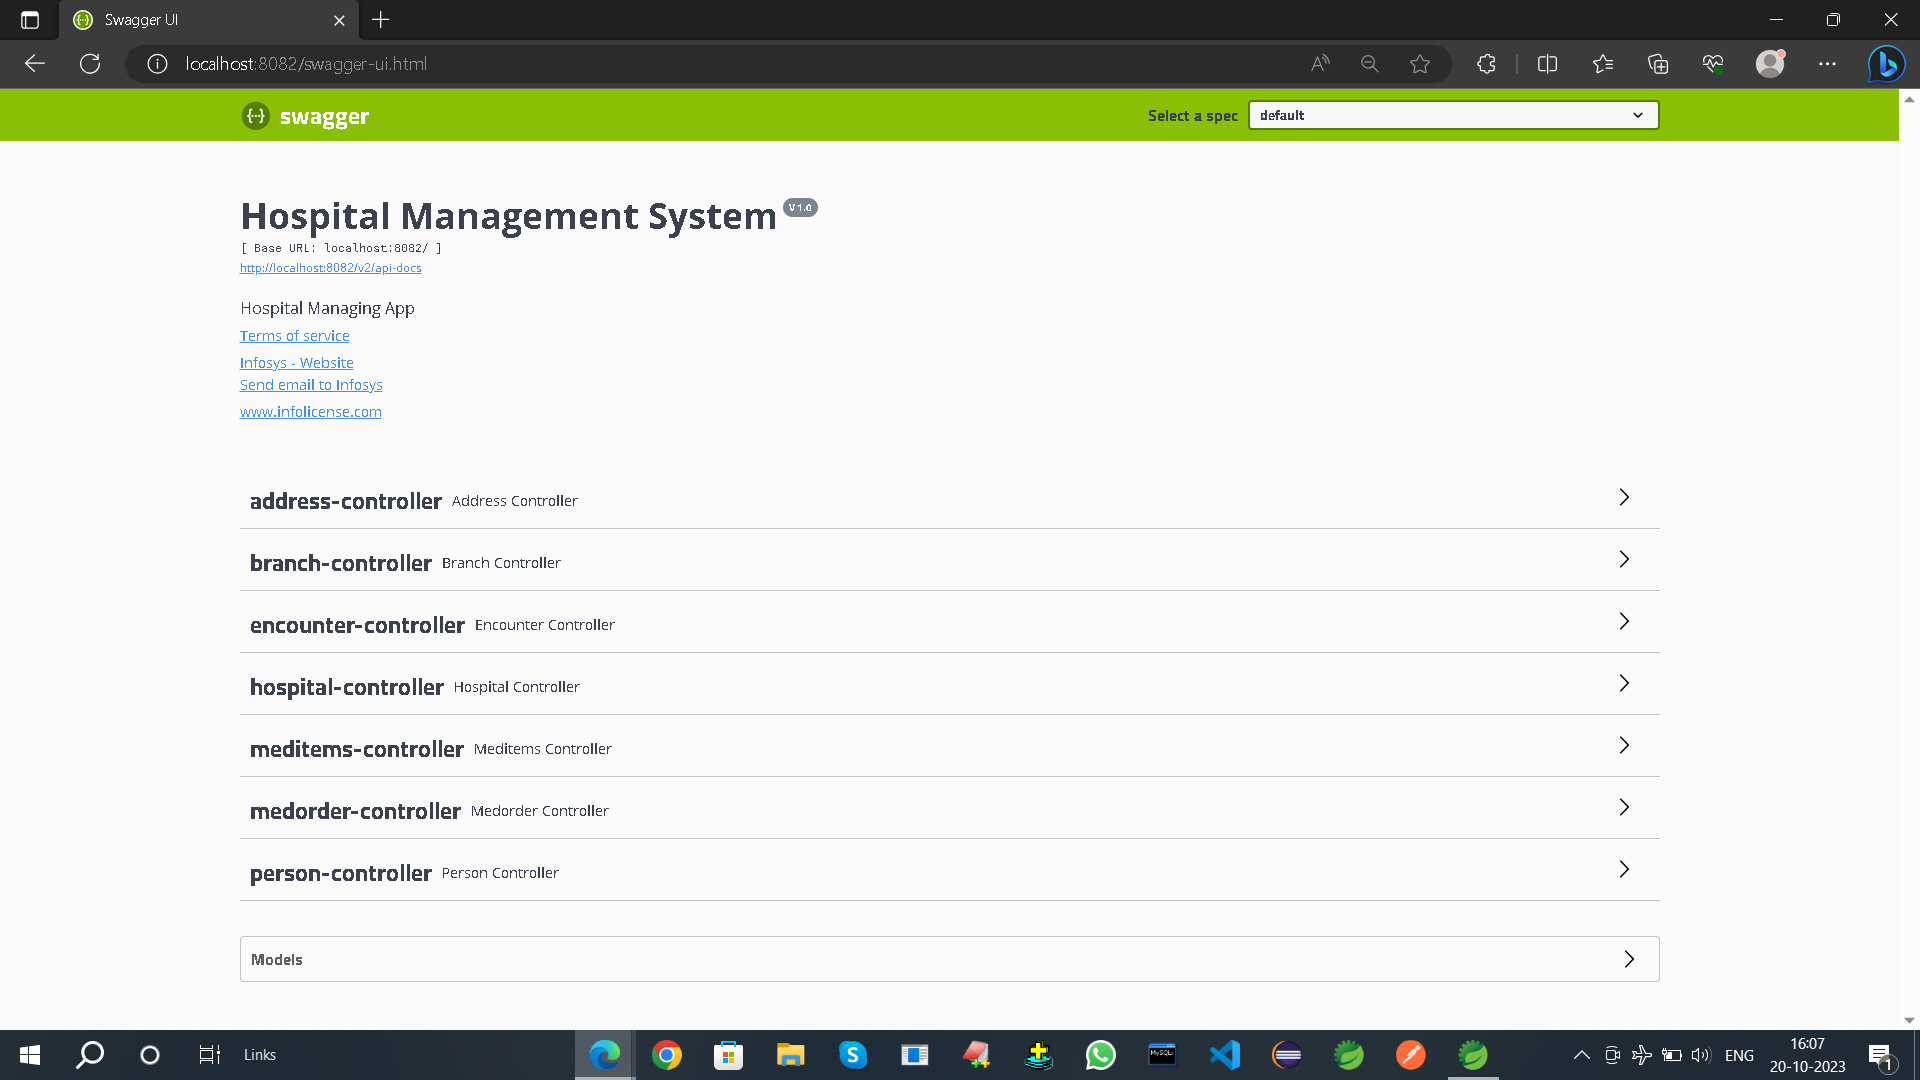 Swagger UI
localhost:8082/swagger-ui.html
swagger
Select a spec
default
Hospital Management System
V 1.0
[ Base URL: localhost:8082/ ]
http://localhost:8082/v2/api-docs
Hospital Managing App
Terms of service
Infosys - Website
Send email to Infosys
www.infolicense.com
address-controller Address Controller
branch-controller Branch Controller
encounter-controller Encounter Controller
hospital-controller Hospital Controller
meditems-controller Meditems Controller
medorder-controller Medorder Controller
person-controller Person Controller
Models
Links
MySQL
ENG
16:07
20-10-2023
1